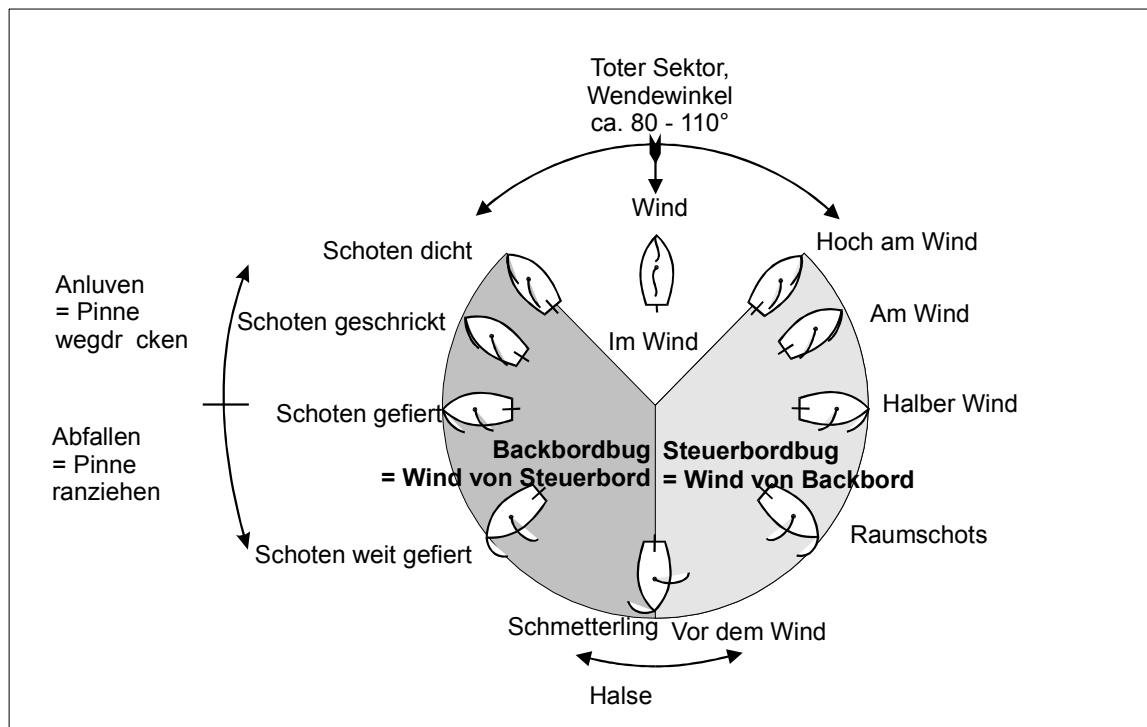 Toter Sektor,
Wendewinkel
ca. 80 - 110°
Wind
Schoten dicht
Hoch am Wind
Anluven
= Pinne
wegdr cken
Schoten geschrickt
Am Wind
Im Wind
Schoten gefiert
Halber Wind
Abfallen
= Pinne
ranziehen
Backbordbug
= Wind von Steuerbord
Steuerbordbug
= Wind von Backbord
Schoten weit gefiert
Raumschots
Schmetterling
Vor dem Wind
Halse